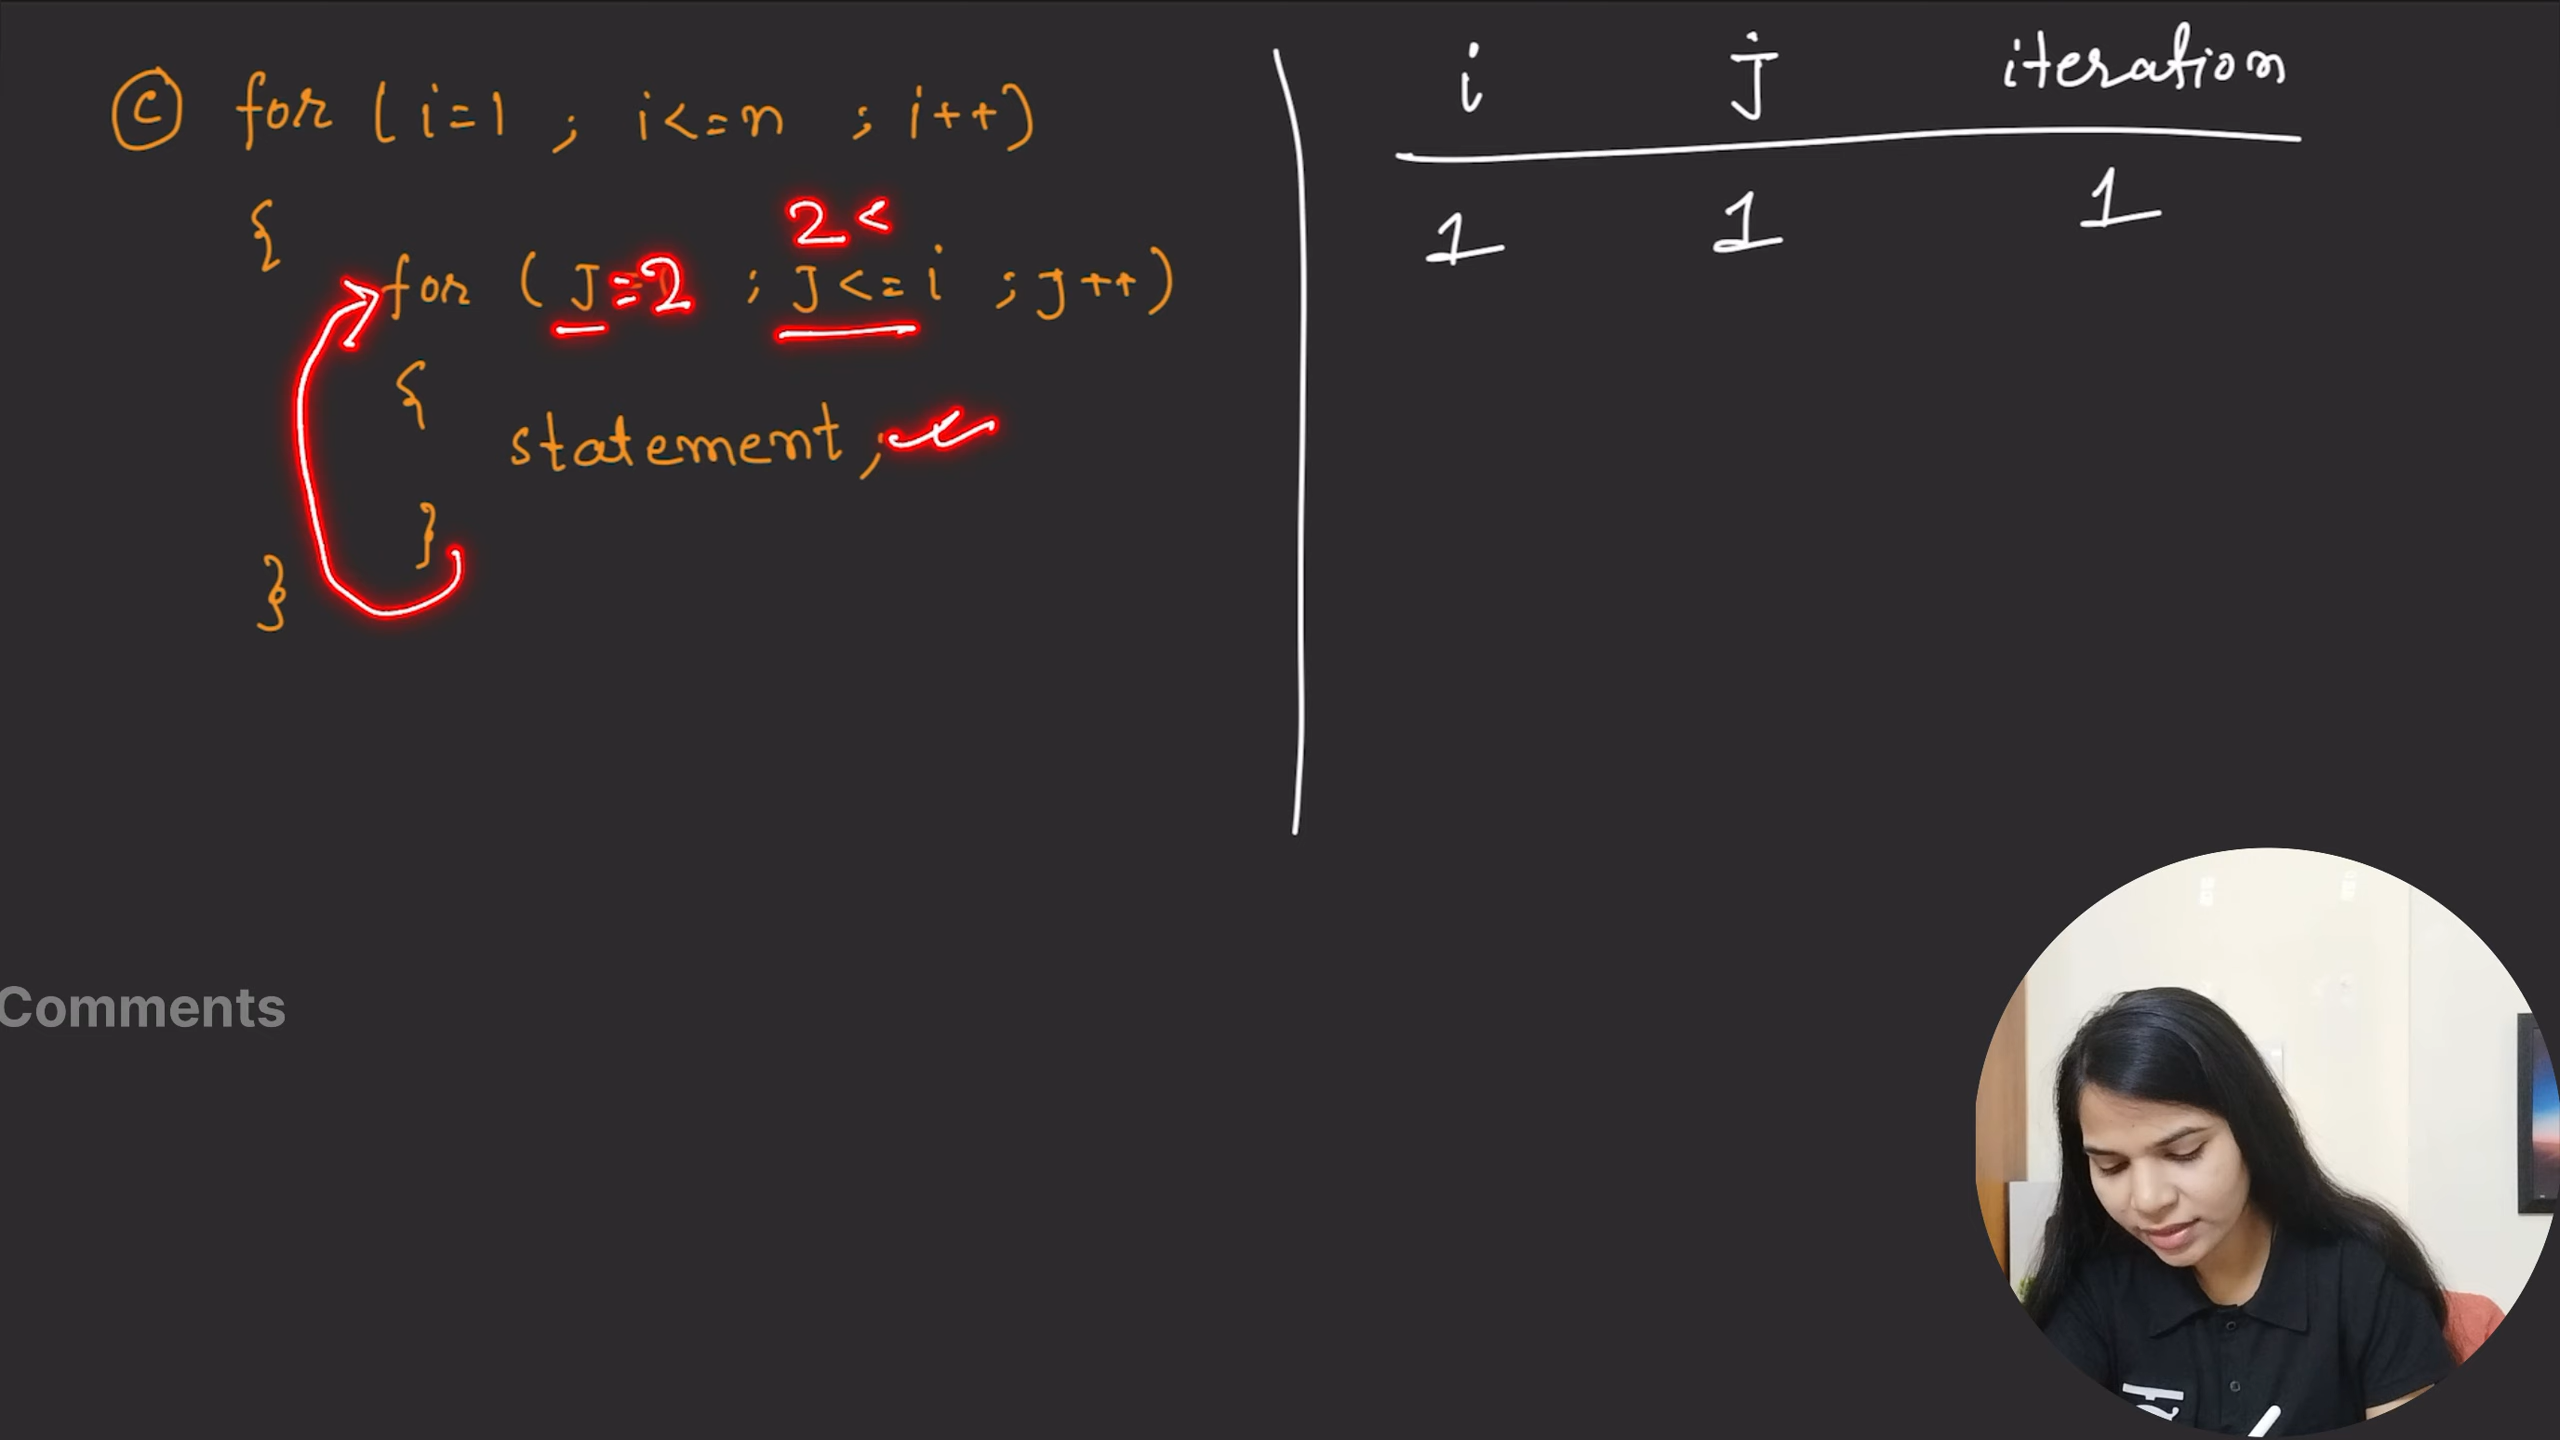 C for (i=1 ; i<=n ; i++)
{
2 <
for (J=2 ; J<=i ; J++)
{
statement;
}
}
i J iteration
1 1 1
Comments